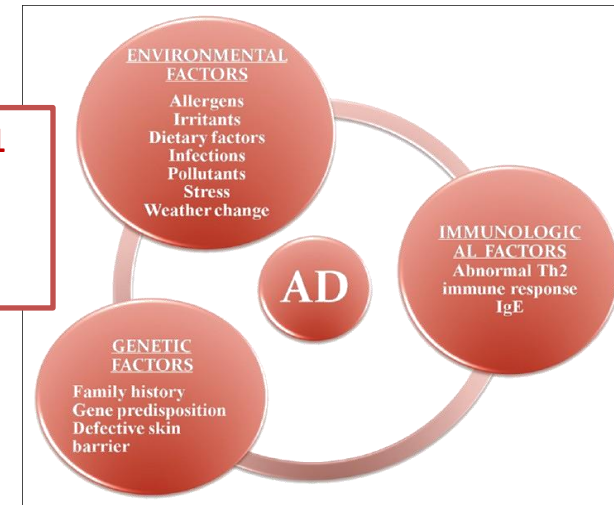 ENVIRONMENTAL
FACTORS
Allergens
Irritants
Dietary factors
Infections
Pollutants
Stress
Weather change
IMMUNOLOGIC
AL FACTORS
Abnormal Th2
immune response
IgE
AD
GENETIC
FACTORS
Family history
Gene predisposition
Defective skin
barrier